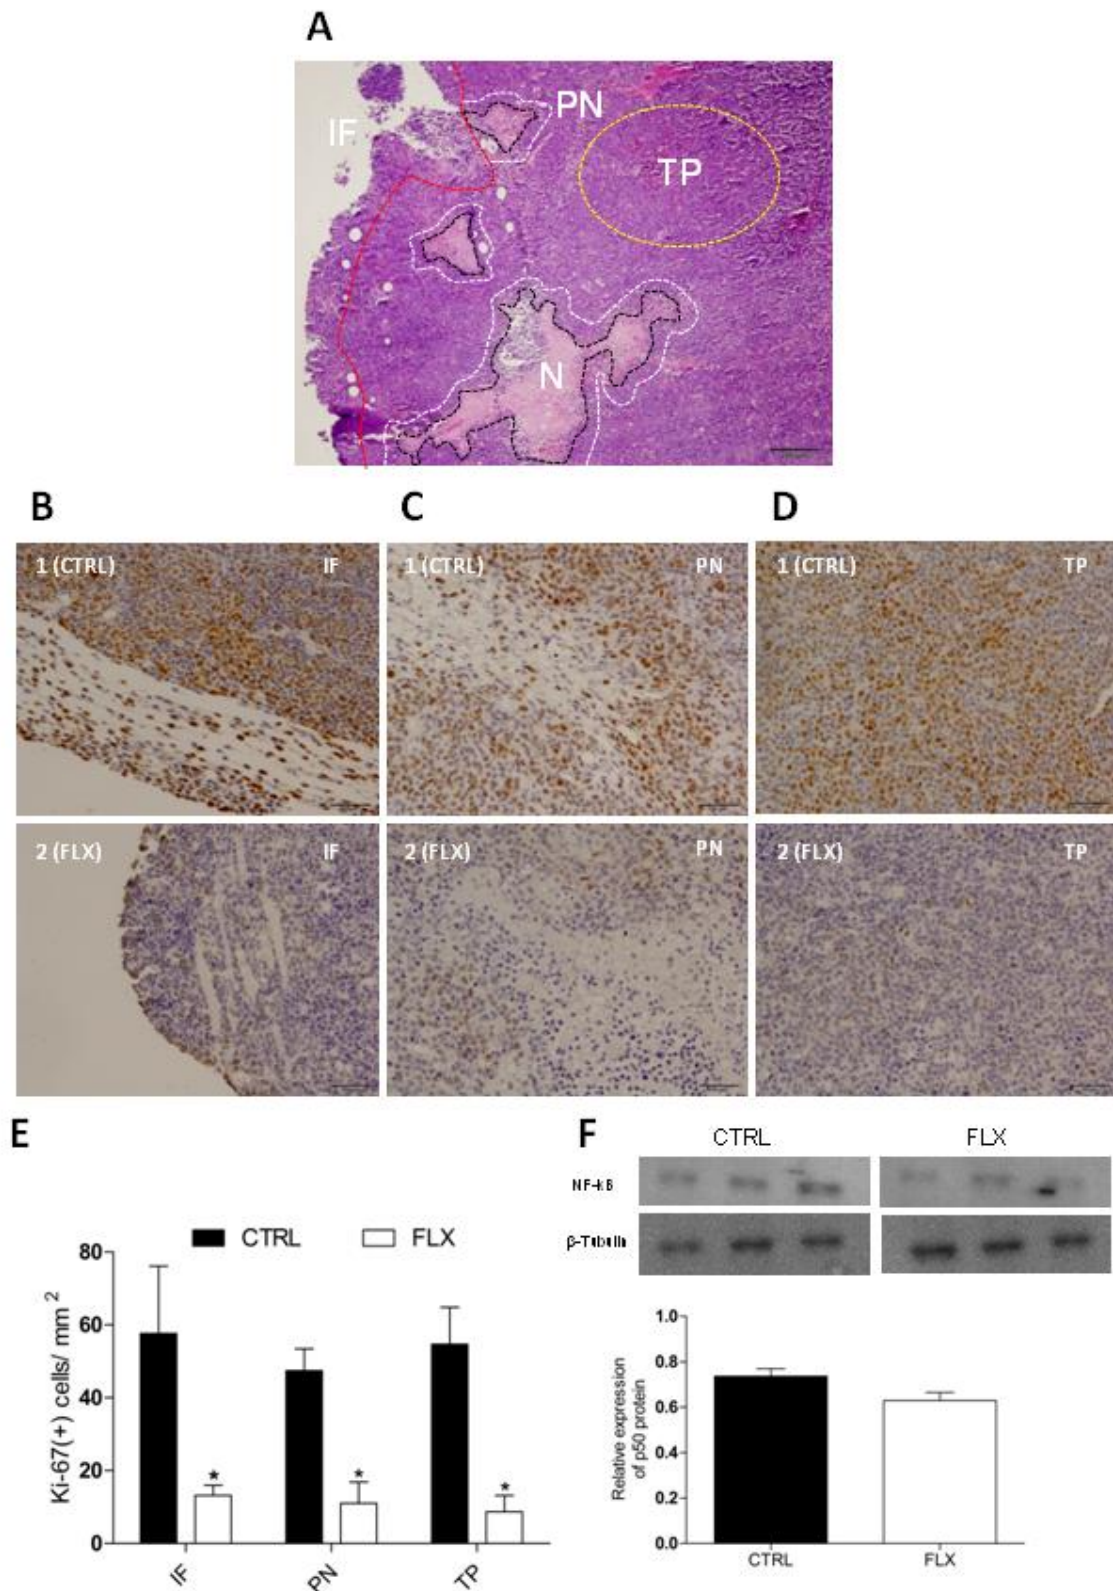 A
IF
PN
TP
N
B
C
D
1 (CTRL)
IF
1 (CTRL)
PN
1 (CTRL)
TP
2 (FLX)
IF
2 (FLX)
PN
2 (FLX)
TP
E
CTRL
FLX
Ki-67(+) cells/ mm 2
80
60
40
20
0
*
*
*
IF
PN
TP
F
CTRL
FLX
NF-kB
β-Tubulin
Relative expression
of p50 protein
1.0
0.8
0.6
0.4
0.2
0.0
CTRL
FLX